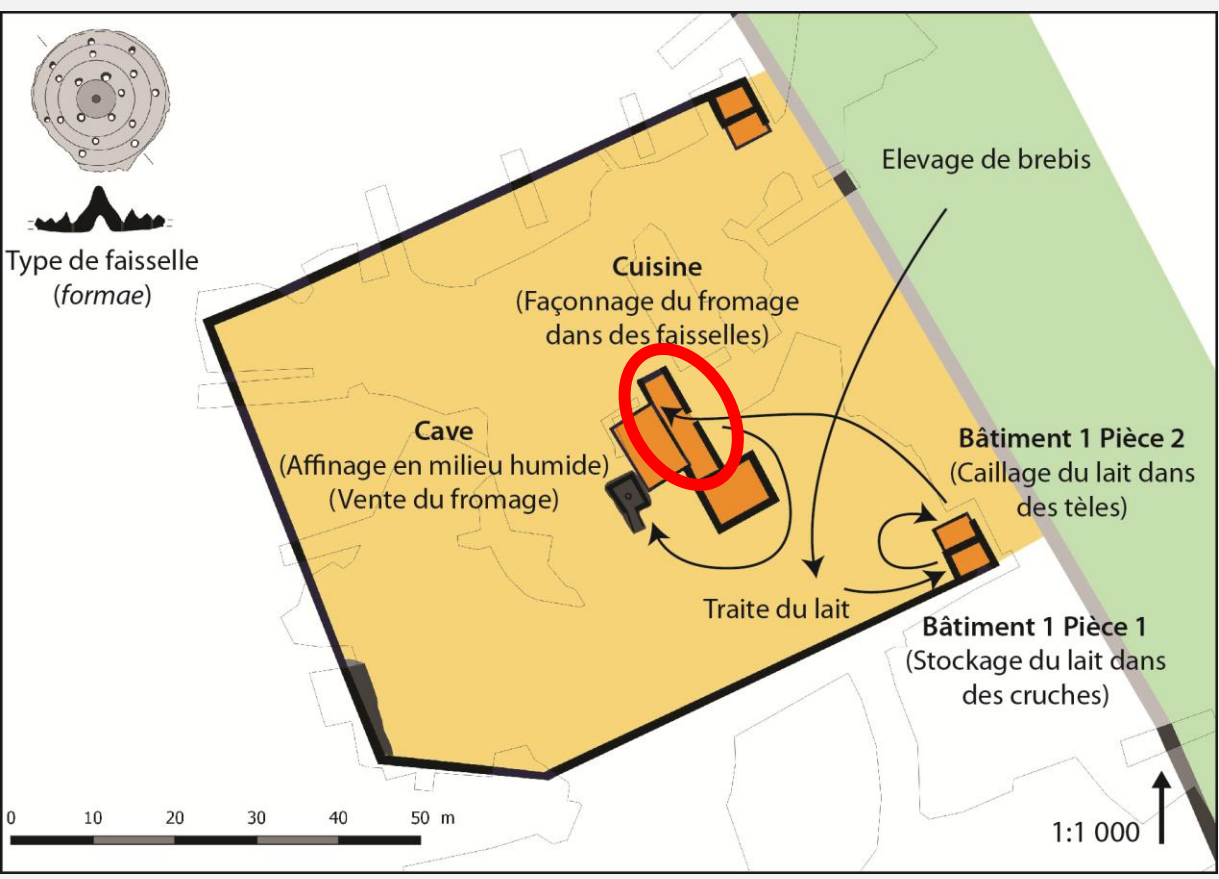 Type de faisselle
(formae)
Elevage de brebis
Cuisine
(Façonnage du fromage
dans des faisselles)
Cave
(Affinage en milieu humide)
(Vente du fromage)
Bâtiment 1 Pièce 2
(Caillage du lait dans
des tèles)
Traite du lait
Bâtiment 1 Pièce 1
(Stockage du lait dans
des cruches)
0 10 20 30 40 50 m
1:1 000